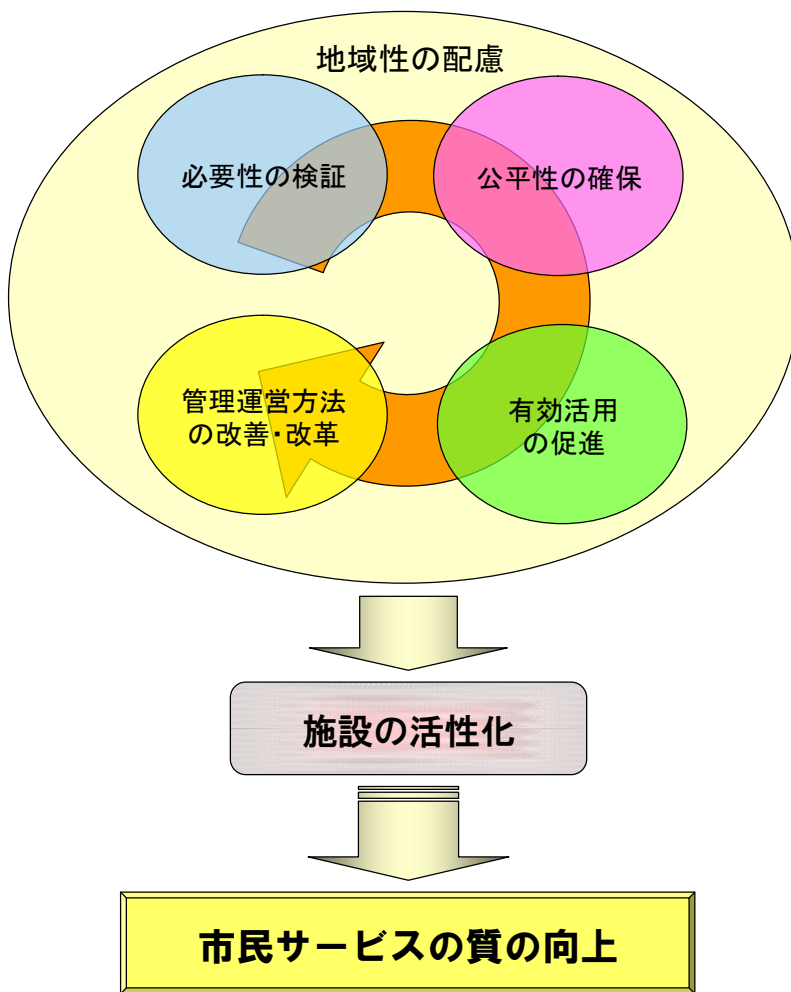 地域性の配慮
必要性の検証
公平性の確保
管理運営方法
の改善・改革
有効活用
の促進
施設の活性化
市民サービスの質の向上